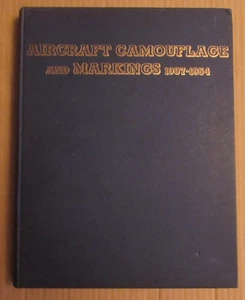 AIRCRAFT CAMOUFLAGE
AND MARKINGS 1907-1954